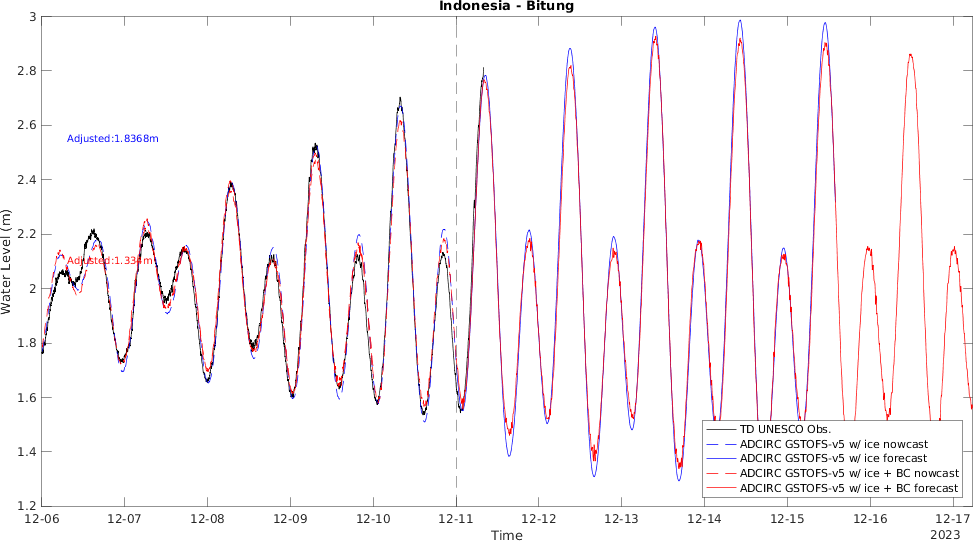 Indonesia - Bitung
3
2.8
2.6
2.4
2.2
2
1.8
1.6
1.4
1.2
Water Level (m)
Adjusted:1.8368m
Adjusted:1.334m
TD UNESCO Obs.
ADCIRC GSTOFS-v5 w/ ice nowcast
ADCIRC GSTOFS-v5 w/ ice forecast
ADCIRC GSTOFS-v5 w/ ice + BC nowcast
ADCIRC GSTOFS-v5 w/ ice + BC forecast
12-06 12-07 12-08 12-09 12-10 12-11 12-12 12-13 12-14 12-15 12-16 12-17
Time
2023